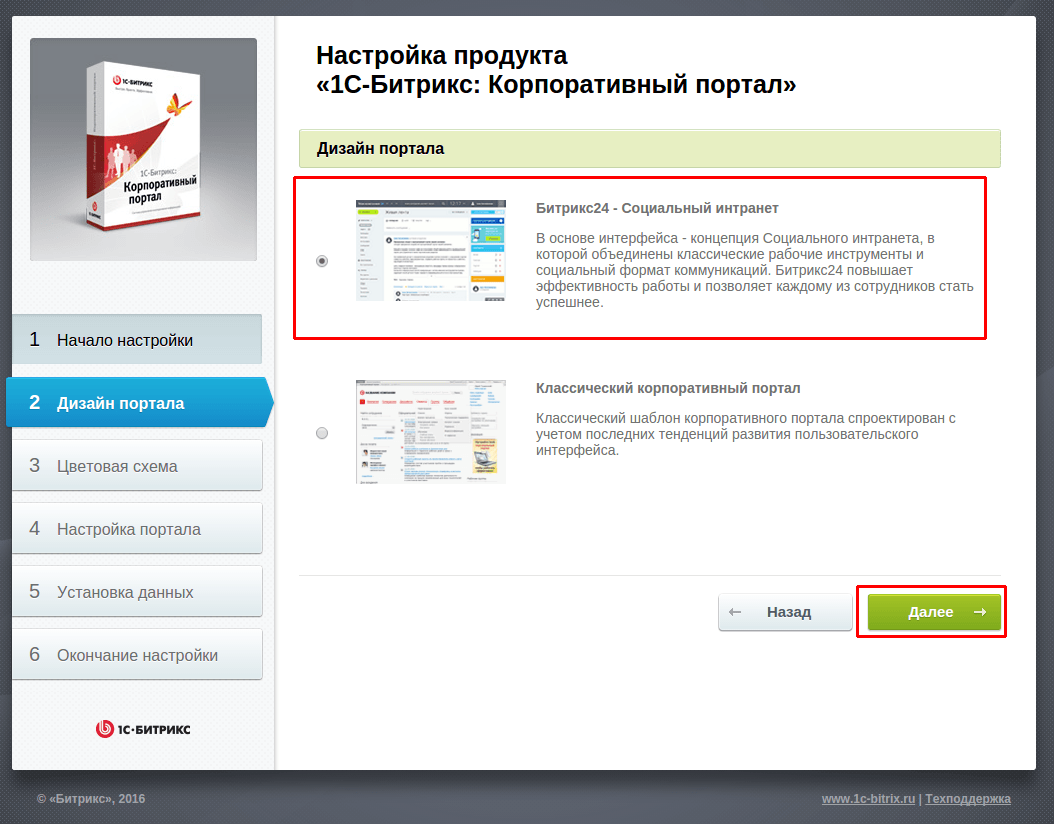 Настройка продукта
«1С-Битрикс: Корпоративный портал»
1С·БИТРИКС
1С-Битрикс:
Корпоративный
портал
1 Начало настройки
2 Дизайн портала
3 Цветовая схема
4 Настройка портала
5 Установка данных
6 Окончание настройки
1С·БИТРИКС
Дизайн портала
Битрикс24 - Социальный интранет
В основе интерфейса - концепция Социального интранета, в
которой объединены классические рабочие инструменты и
социальный формат коммуникаций. Битрикс24 повышает
эффективность работы и позволяет каждому из сотрудников стать
успешнее.
Классический корпоративный портал
Классический шаблон корпоративного портала спроектирован с
учетом последних тенденций развития пользовательского
интерфейса.
Назад
Далее
© «Битрикс», 2016
www.1c-bitrix.ru | Техподдержка